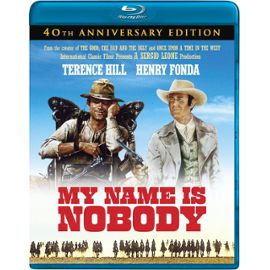 Blu-ray Disc
40TH ANNIVERSARY EDITION
From the creator of THE GOOD, THE BAD AND THE UGLY and ONCE UPON A TIME IN THE WEST
International Classic Films Presents A SERGIO LEONE Production
TERENCE HILL HENRY FONDA
MY NAME IS
NOBODY